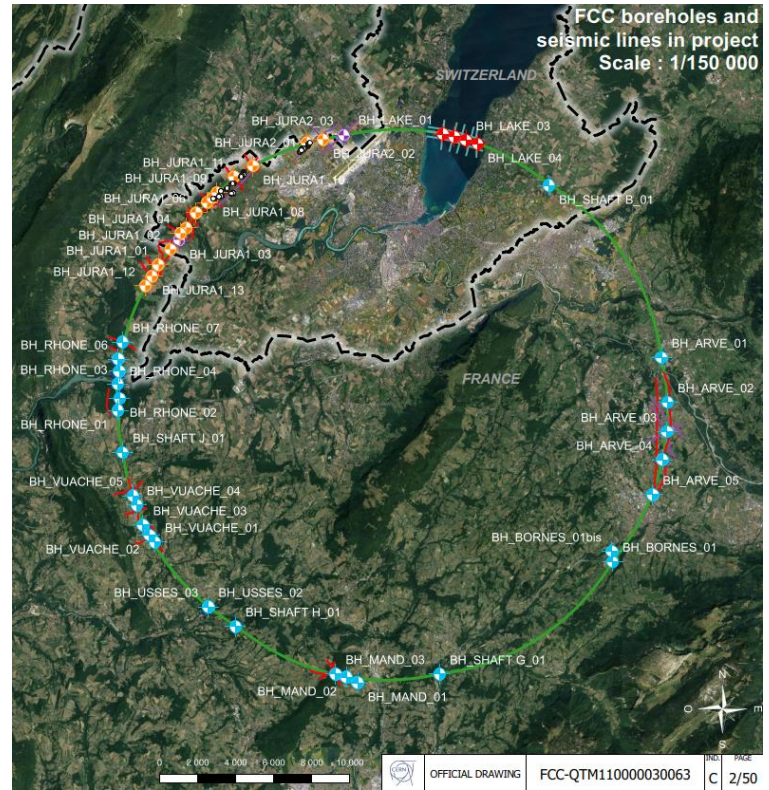 FCC boreholes and
seismic lines in project
Scale : 1/150 000
SWITZERLAND
BH_JURA2_03
BH_LAKE_01
BH_JURA2_01
BH_LAKE_03
BH_JURA2_02
BH_LAKE_04
BH_JURA1_11
BH_JURA1_09
BH_JURA1_10
BH_SHAFT B_01
BH_JURA1_06
BH_JURA1_08
BH_JURA1_04
BH_JURA1_02
BH_JURA1_01
BH_JURA1_03
BH_JURA1_12
BH_JURA1_13
BH_RHONE_07
BH_RHONE_06
BH_ARVE_01
BH_RHONE_03
BH_RHONE_04
FRANCE
BH_ARVE_02
BH_RHONE_02
BH_ARVE_03
BH_RHONE_01
BH_ARVE_04
BH_SHAFT J_01
BH_ARVE_05
BH_VUACHE_05
BH_VUACHE_04
BH_VUACHE_03
BH_VUACHE_01
BH_VUACHE_02
BH_BORNES_01bis
BH_BORNES_01
BH_USSES_03
BH_USSES_02
BH_SHAFT H_01
BH_MAND_03
BH_SHAFT G_01
BH_MAND_02
BH_MAND_01
N
O
E
S
0 2 000 4 000 6 000 8 000 10 000
m
CERN
OFFICIAL DRAWING
FCC-QTM110000030063
IND.
C
PAGE
2/50